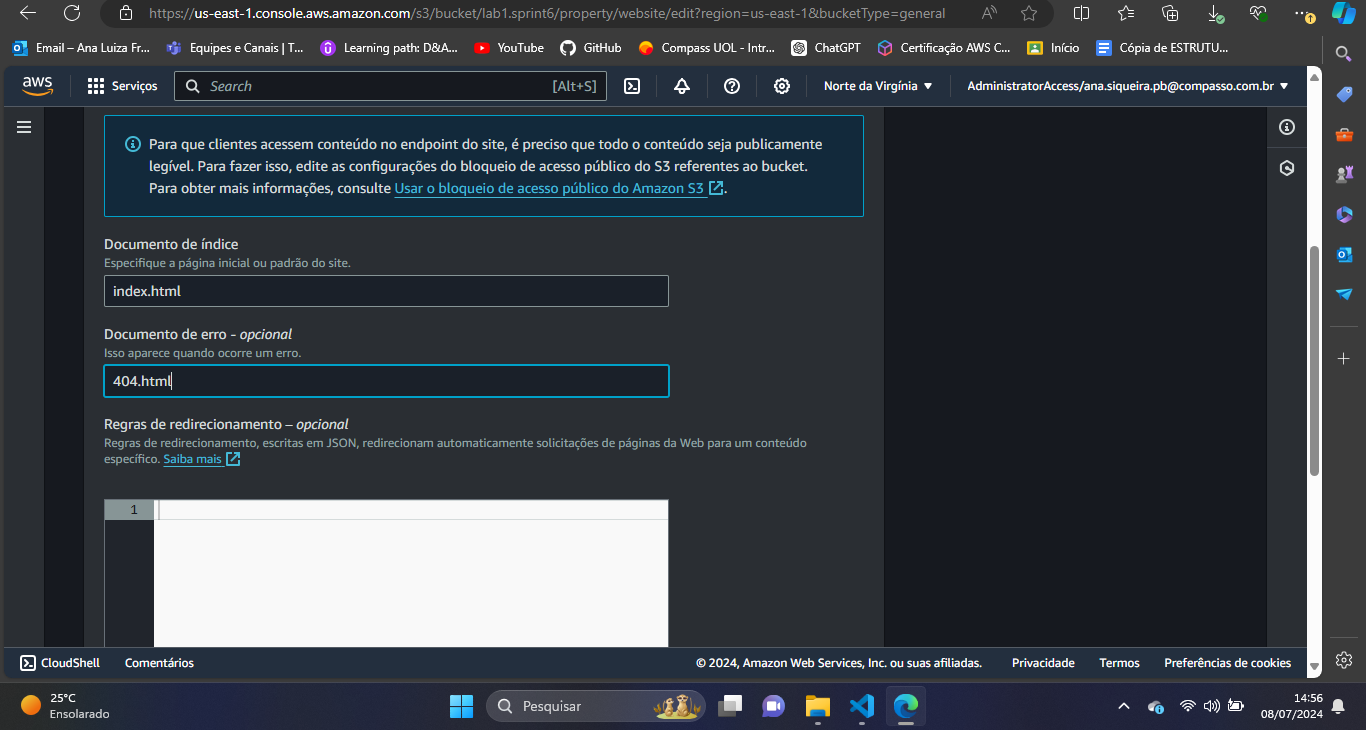 https://us-east-1.console.aws.amazon.com/s3/bucket/lab1.sprint6/property/website/edit?region=us-east-1&bucketType=general
Email – Ana Luiza Fr...
Equipes e Canais | T...
Learning path: D&A...
YouTube
GitHub
Compass UOL - Intr...
ChatGPT
Certificação AWS C...
Início
Cópia de ESTRUTU...
aws
Serviços
Search
[Alt+S]
Norte da Virgínia
AdministratorAccess/ana.siqueira.pb@compasso.com.br
Para que clientes acessem conteúdo no endpoint do site, é preciso que todo o conteúdo seja publicamente
legível. Para fazer isso, edite as configurações do bloqueio de acesso público do S3 referentes ao bucket.
Para obter mais informações, consulte Usar o bloqueio de acesso público do Amazon S3.
Documento de índice
Especifique a página inicial ou padrão do site.
index.html
Documento de erro - opcional
Isso aparece quando ocorre um erro.
404.html
Regras de redirecionamento – opcional
Regras de redirecionamento, escritas em JSON, redirecionam automaticamente solicitações de páginas da Web para um conteúdo
específico. Saiba mais
1
CloudShell
Comentários
© 2024, Amazon Web Services, Inc. ou suas afiliadas.
Privacidade
Termos
Preferências de cookies
25°C
Ensolarado
Pesquisar
14:56
08/07/2024